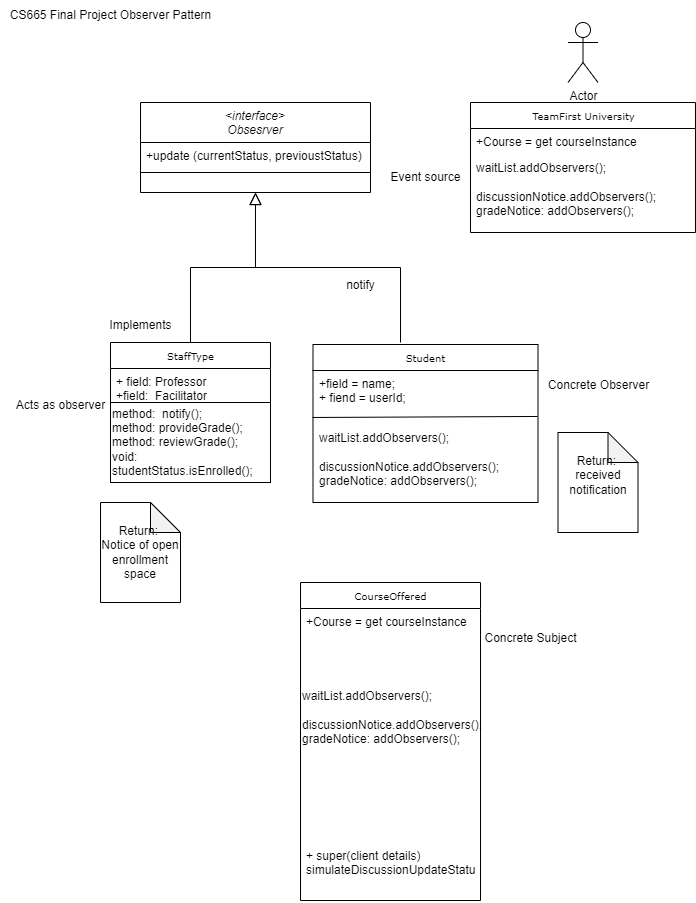 CS665 Final Project Observer Pattern
Actor
<interface>
Obsesrver
+update (currentStatus, previoustStatus)
Event source
TeamFirst University
+Course = get courseInstance
waitList.addObservers();
discussionNotice.addObservers();
gradeNotice: addObservers();
notify
Implements
Acts as observer
StaffType
+ field: Professor
+field:  Facilitator
method:  notify();
method: provideGrade();
method: reviewGrade();
void:
studentStatus.isEnrolled();
Student
+field = name;
+ fiend = userId;
waitList.addObservers();
discussionNotice.addObservers();
gradeNotice: addObservers();
Concrete Observer
Return:
received
notification
Return:
Notice of open
enrollment
space
CourseOffered
+Course = get courseInstance
Concrete Subject
waitList.addObservers();
discussionNotice.addObservers()
gradeNotice: addObservers();
+ super(client details)
simulateDiscussionUpdateStatu